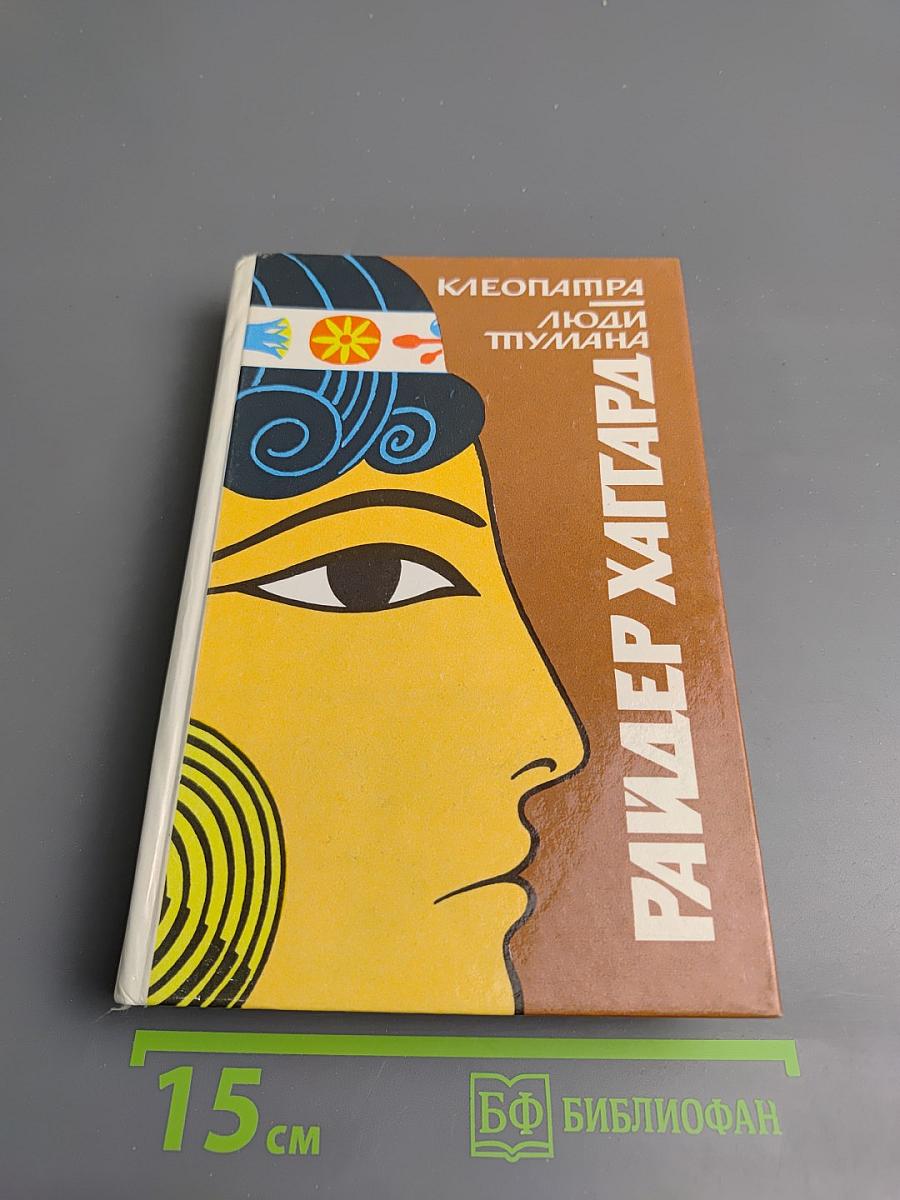 КЛЕОПАТРА
ЛЮДИ
ТУМАНА
РАЙДЕР ХАГГАРД
15 см
БФ БИБЛИОФАН